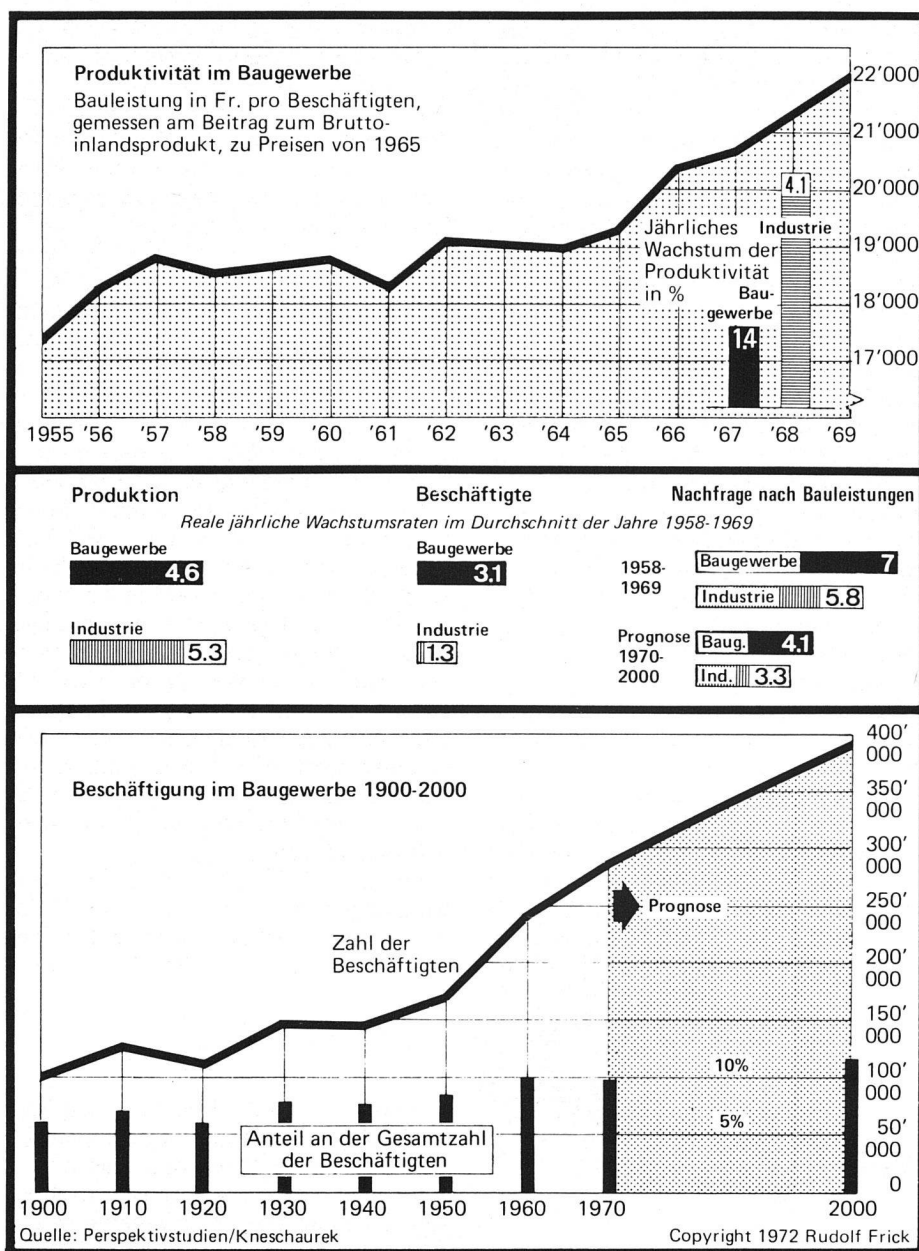 Produktivität im Baugewerbe
Bauleistung in Fr. pro Beschäftigten,
gemessen am Beitrag zum Brutto-
inlandsprodukt, zu Preisen von 1965
22'000
21'000
20'000
19'000
18'000
17'000
Jährliches
Wachstum der
Produktivität
in %
Bau-
gewerbe
1.4
Industrie
4.1
1955 '56 '57 '58 '59 '60 '61 '62 '63 '64 '65 '66 '67 '68 '69
Produktion Beschäftigte Nachfrage nach Bauleistungen
Reale jährliche Wachstumsraten im Durchschnitt der Jahre 1958-1969
Baugewerbe
4.6
Industrie
5.3
Baugewerbe
3.1
Industrie
1.3
1958-
1969
Baugewerbe 7
Industrie 5.8
Prognose
1970-
2000
Baug. 4.1
Ind. 3.3
Beschäftigung im Baugewerbe 1900-2000
400'
000
350'
000
300'
000
250'
000
200'
000
150'
000
100'
000
50'
000
0
Prognose
Zahl der
Beschäftigten
10%
5%
Anteil an der Gesamtzahl
der Beschäftigten
1900 1910 1920 1930 1940 1950 1960 1970 2000
Quelle: Perspektivstudien/Kneschaurek Copyright 1972 Rudolf Frick